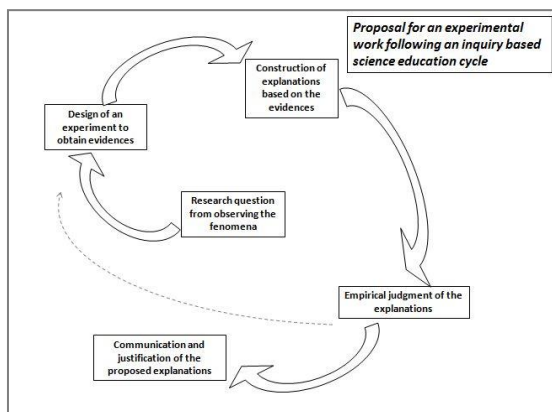 Proposal for an experimental
work following an inquiry based
science education cycle
Construction of
explanations
based on the
evidences
Design of an
experiment to
obtain evidences
Research question
from observing the
fenomena
Empirical judgment of the
explanations
Communication and
justification of the
proposed explanations